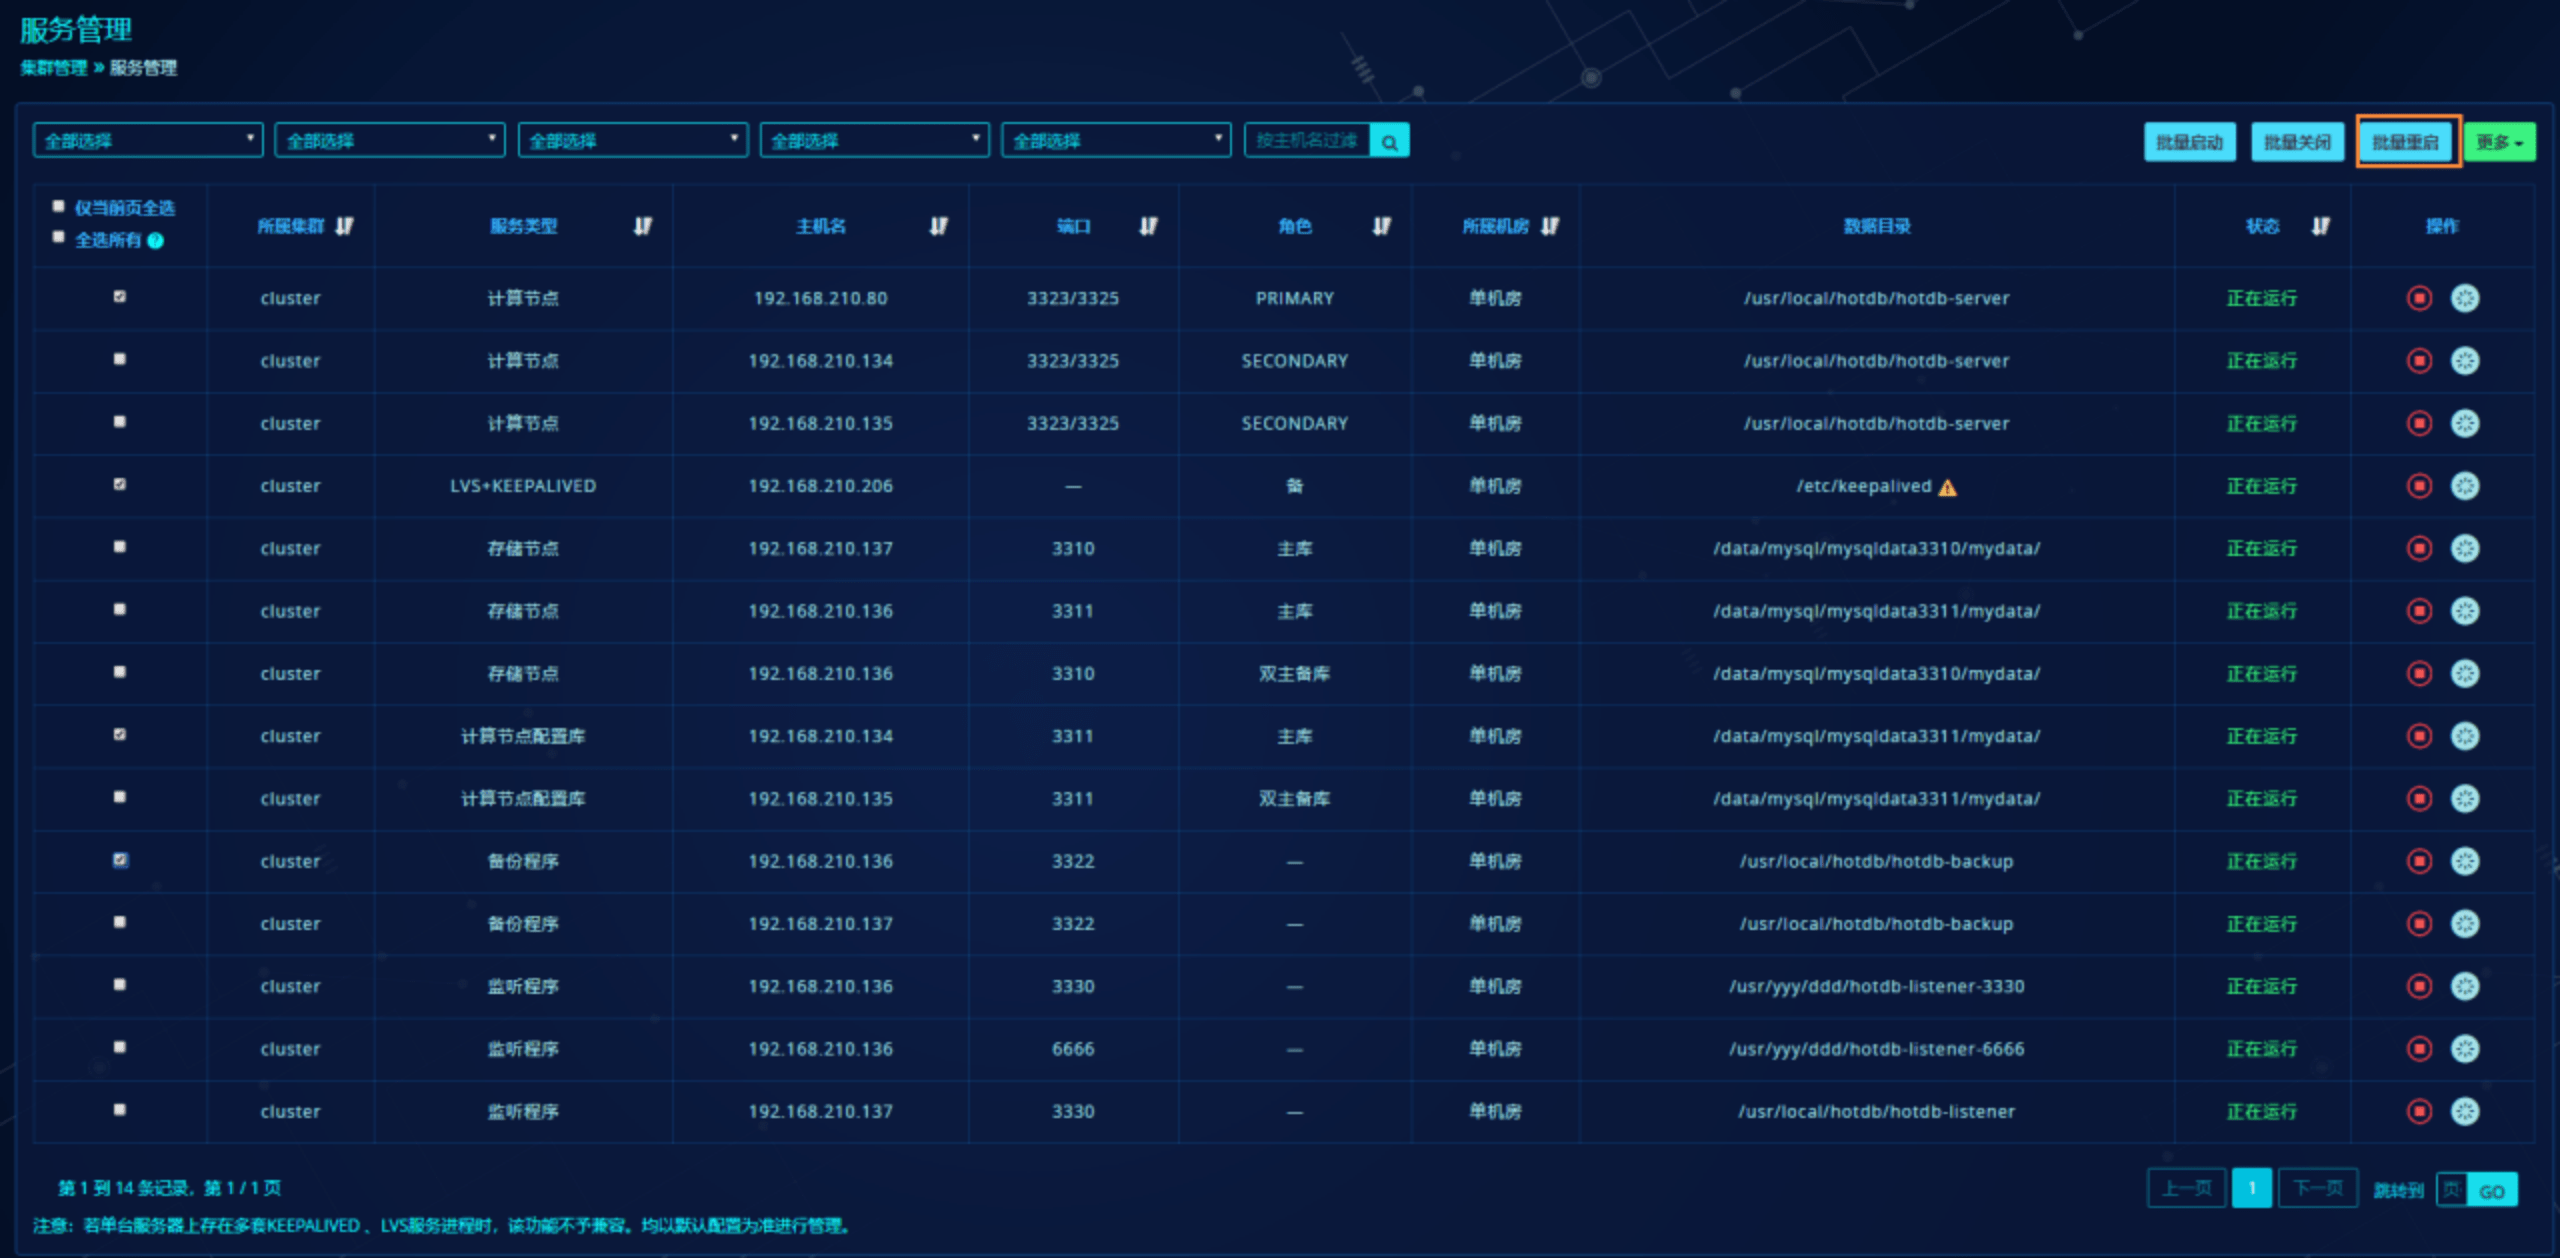 服务管理
集群管理 » 服务管理
全部选择 全部选择 全部选择 全部选择 全部选择 按主机名过滤 批量启动 批量关闭 批量重启 更多
仅当前页全选
全选所有 ? 所属集群 服务类型 主机名 端口 角色 所属机房 数据目录 状态 操作
cluster 计算节点 192.168.210.80 3323/3325 PRIMARY 单机房 /usr/local/hotdb/hotdb-server 正在运行
cluster 计算节点 192.168.210.134 3323/3325 SECONDARY 单机房 /usr/local/hotdb/hotdb-server 正在运行
cluster 计算节点 192.168.210.135 3323/3325 SECONDARY 单机房 /usr/local/hotdb/hotdb-server 正在运行
cluster LVS+KEEPALIVED 192.168.210.206 — 备 单机房 /etc/keepalived 正在运行
cluster 存储节点 192.168.210.137 3310 主库 单机房 /data/mysql/mysqldata3310/mydata/ 正在运行
cluster 存储节点 192.168.210.136 3311 主库 单机房 /data/mysql/mysqldata3311/mydata/ 正在运行
cluster 存储节点 192.168.210.136 3310 双主备库 单机房 /data/mysql/mysqldata3310/mydata/ 正在运行
cluster 计算节点配置库 192.168.210.134 3311 主库 单机房 /data/mysql/mysqldata3311/mydata/ 正在运行
cluster 计算节点配置库 192.168.210.135 3311 双主备库 单机房 /data/mysql/mysqldata3311/mydata/ 正在运行
cluster 备份程序 192.168.210.136 3322 — 单机房 /usr/local/hotdb/hotdb-backup 正在运行
cluster 备份程序 192.168.210.137 3322 — 单机房 /usr/local/hotdb/hotdb-backup 正在运行
cluster 监听程序 192.168.210.136 3330 — 单机房 /usr/yyy/ddd/hotdb-listener-3330 正在运行
cluster 监听程序 192.168.210.136 6666 — 单机房 /usr/yyy/ddd/hotdb-listener-6666 正在运行
cluster 监听程序 192.168.210.137 3330 — 单机房 /usr/local/hotdb/hotdb-listener 正在运行
第 1 到 14 条记录，第 1 / 1 页 上一页 1 下一页 跳转到 页 GO
注意：若单台服务器上存在多套KEEPALIVED 、LVS服务进程时，该功能不予兼容。均以默认配置为准进行管理。